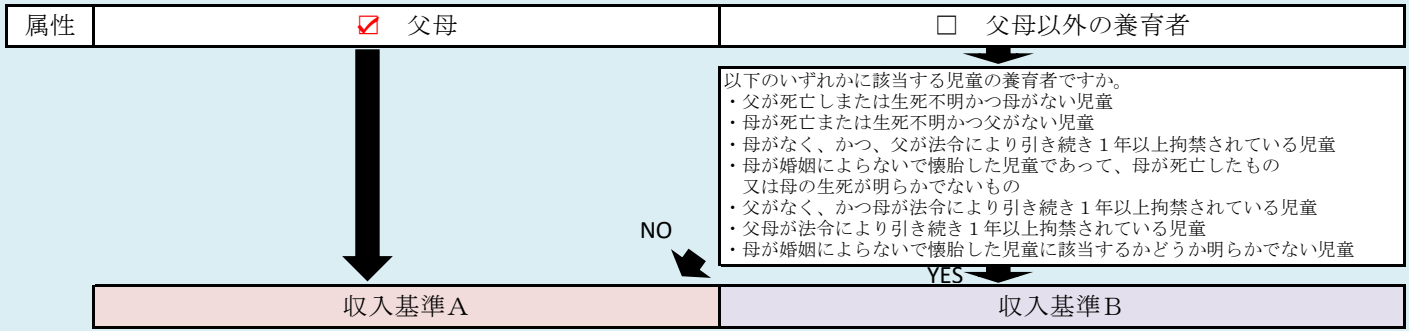 属性 ☑ 父母 □ 父母以外の養育者
以下のいずれかに該当する児童の養育者ですか。
・父が死亡しまたは生死不明かつ母がない児童
・母が死亡または生死不明かつ父がない児童
・母がなく、かつ、父が法令により引き続き１年以上拘禁されている児童
・母が婚姻によらないで懐胎した児童であって、母が死亡したもの
又は母の生死が明らかでないもの
・父がなく、かつ母が法令により引き続き１年以上拘禁されている児童
・父母が法令により引き続き１年以上拘禁されている児童
・母が婚姻によらないで懐胎した児童に該当するかどうか明らかでない児童
NO
YES
収入基準Ａ 収入基準Ｂ